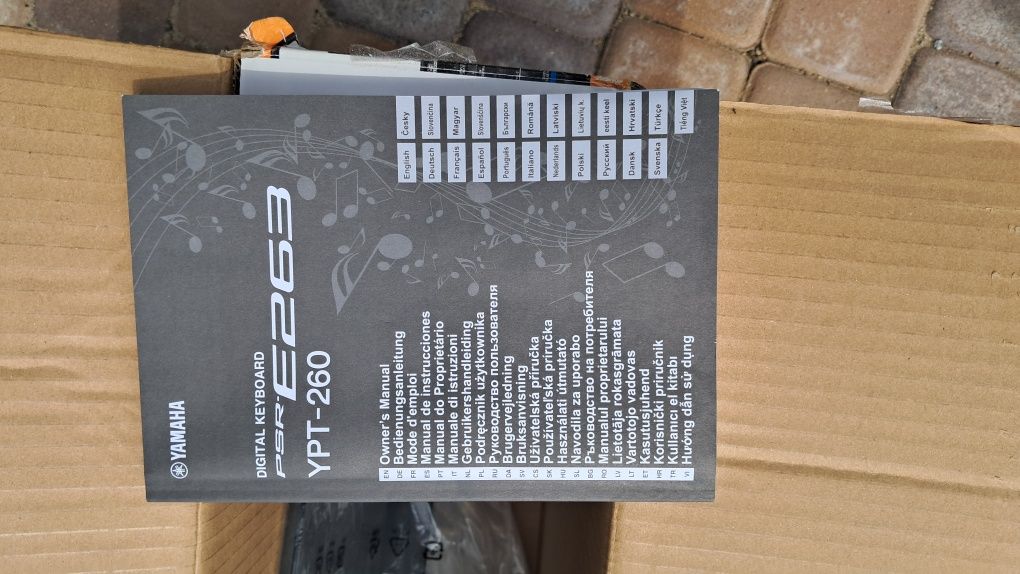 YAMAHA
DIGITAL KEYBOARD
PSR-E263
YPT-260
EN Owner's Manual
DE Bedienungsanleitung
FR Mode d'emploi
ES Manual de instrucciones
PT Manual do Proprietário
IT Manuale di istruzioni
NL Gebruikershandleiding
PL Podręcznik użytkownika
RU Руководство пользователя
DA Brugervejledning
SV Bruksanvisning
CS Uživatelská příručka
SK Používateľská príručka
HU Használati útmutató
SL Navodila za uporabo
BG Ръководство на потребителя
RO Manualul proprietarului
LV Lietotāja rokasgrāmata
LT Vartotojo vadovas
ET Kasutusjuhend
HR Korisnički priručnik
TR Kullanıcı el kitabı
VI Hướng dẫn sử dụng
English
Deutsch
Français
Español
Português
Italiano
Nederlands
Polski
Русский
Dansk
Svenska
Česky
Slovenčina
Magyar
Slovenščina
Български
Română
Latviski
Lietuvių k.
eesti keel
Hrvatski
Türkçe
Tiếng Việt